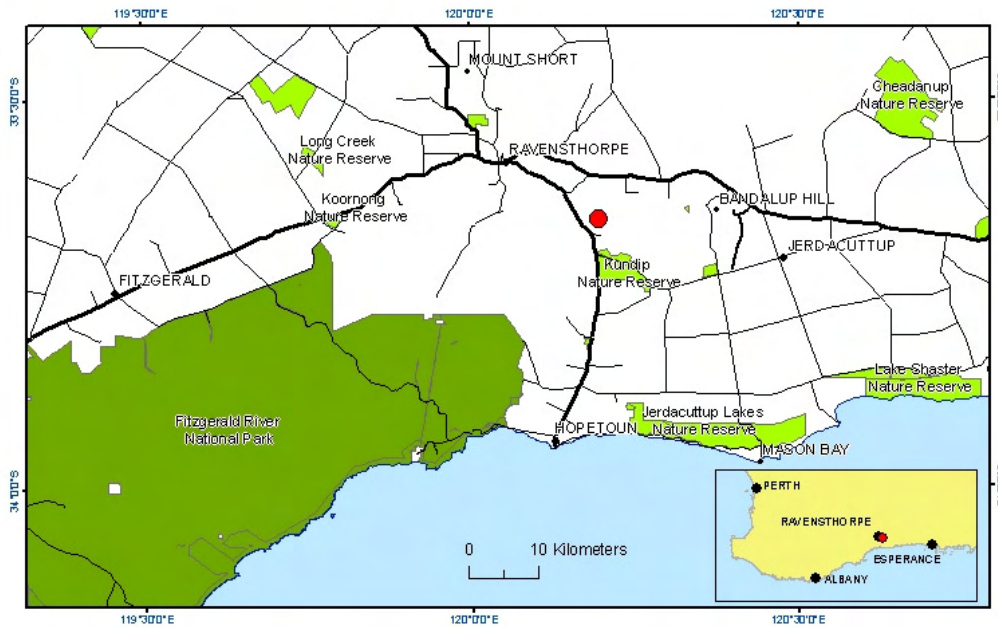 119°30'0"E
120°0'0"E
120°30'0"E
MOUNT SHORT
33°30'0"S
Cheadanup
Nature Reserve
Long Creek
Nature Reserve
RAVENSTHORPE
Koornong
Nature Reserve
BANDALUP HILL
JERDACUTTUP
Kundip
Nature Reserve
FITZGERALD
Lake Shaster
Nature Reserve
Fitzgerald River
National Park
Jerdacuttup Lakes
Nature Reserve
HOPETOUN
MASON BAY
34°0'0"S
PERTH
RAVENSTHORPE
ESPERANCE
ALBANY
0 10 Kilometers
119°30'0"E
120°0'0"E
120°30'0"E